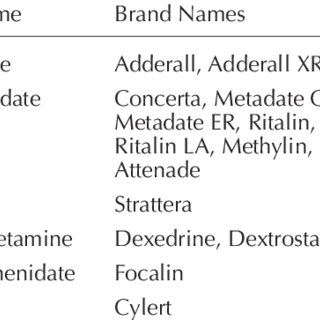 me Brand Names
e Adderall, Adderall XR
date Concerta, Metadate C
Metadate ER, Ritalin,
Ritalin LA, Methylin,
Attenade
Strattera
etamine Dexedrine, Dextrosta
henidate Focalin
Cylert